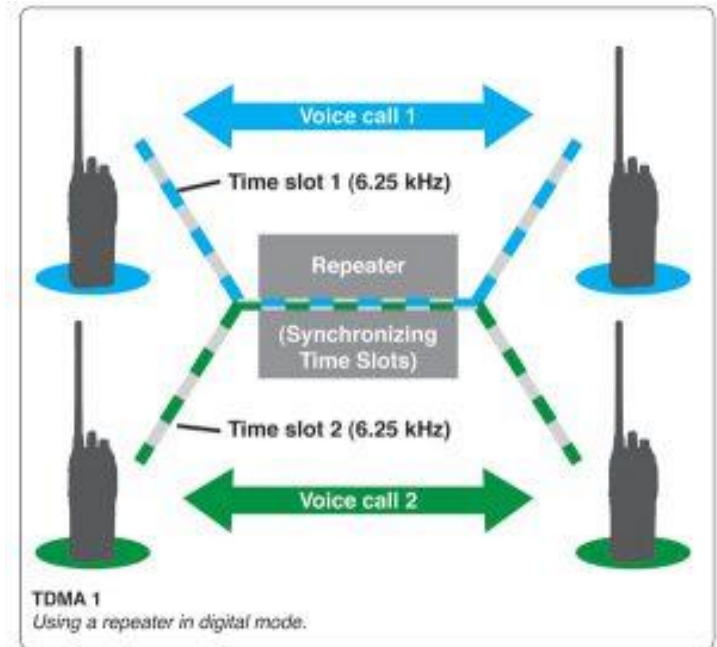 Voice call 1
Time slot 1 (6.25 kHz)
Repeater
(Synchronizing
Time Slots)
Time slot 2 (6.25 kHz)
Voice call 2
TDMA 1
Using a repeater in digital mode.